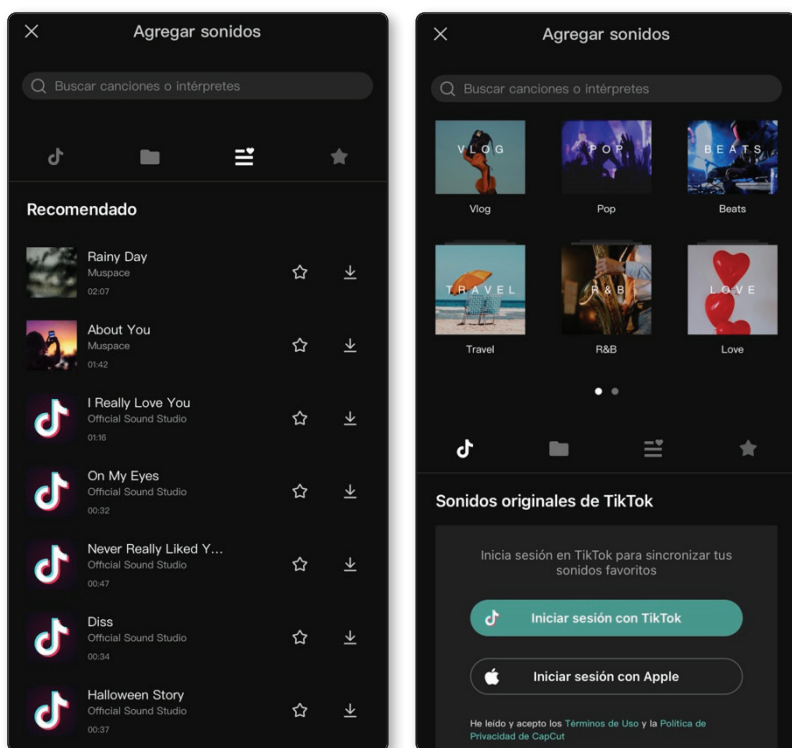 Agregar sonidos
Buscar canciones o intérpretes
Recomendado
Rainy Day
Muspace
02:07
About You
Muspace
01:42
I Really Love You
Official Sound Studio
01:16
On My Eyes
Official Sound Studio
00:32
Never Really Liked Y...
Official Sound Studio
00:47
Diss
Official Sound Studio
00:34
Halloween Story
Official Sound Studio
00:37
Agregar sonidos
Buscar canciones o intérpretes
VLOG
POP
BEATS
Vlog
Pop
Beats
TRAVEL
R&B
LOVE
Travel
R&B
Love
Sonidos originales de TikTok
Inicia sesión en TikTok para sincronizar tus
sonidos favoritos
Iniciar sesión con TikTok
Iniciar sesión con Apple
He leído y acepto los Términos de Uso y la Política de
Privacidad de CapCut